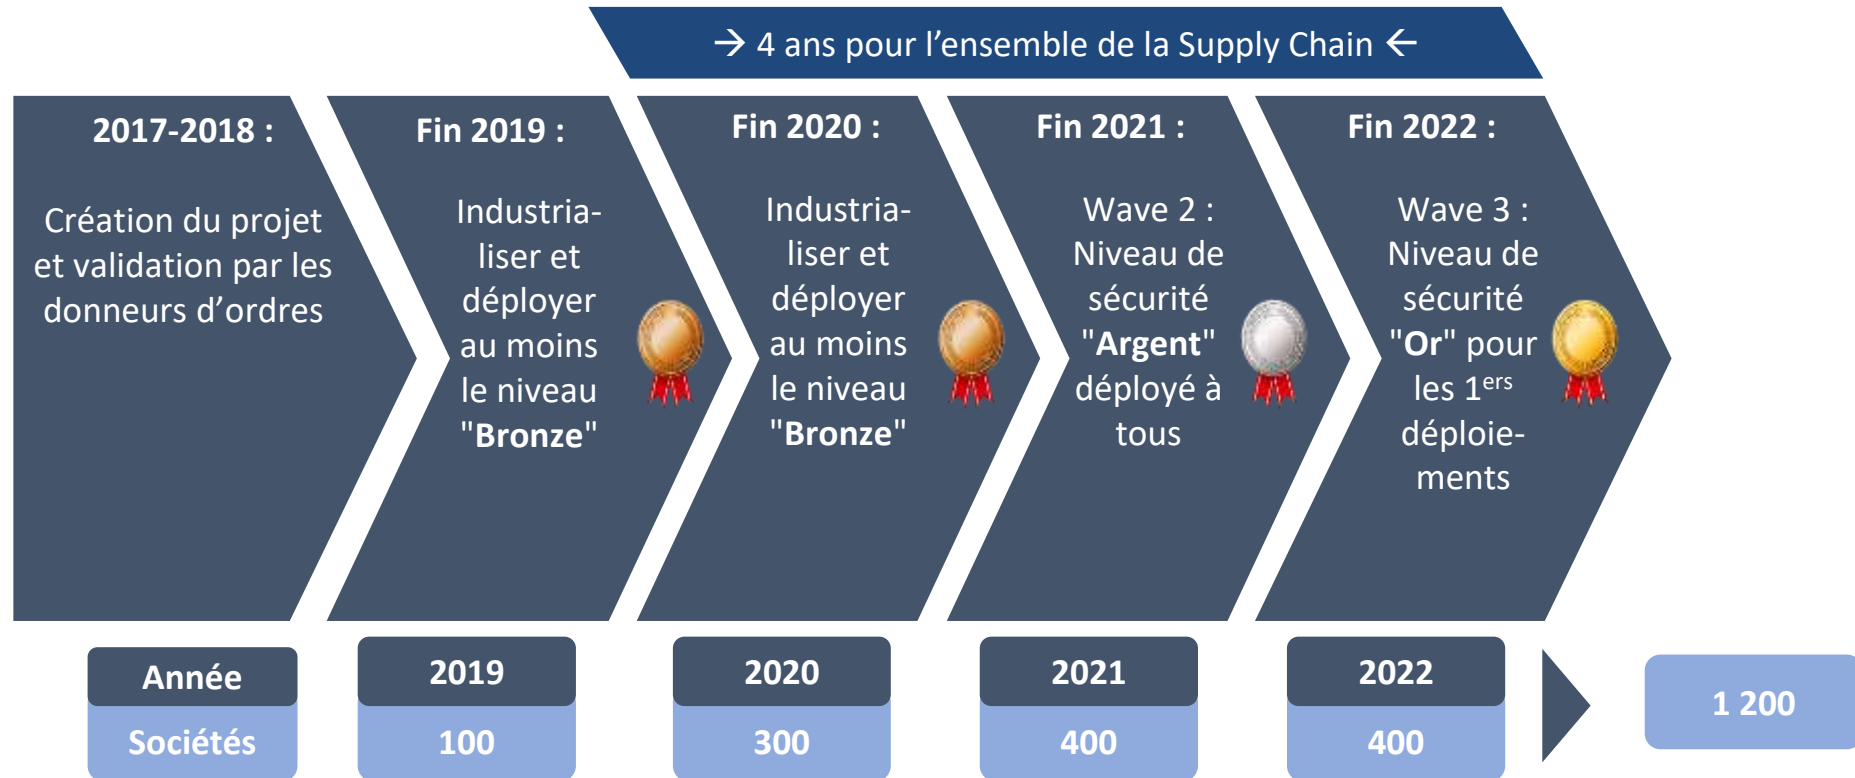 → 4 ans pour l’ensemble de la Supply Chain ←
2017-2018 :
Création du projet
et validation par les
donneurs d’ordres
Fin 2019 :
Industria-
liser et
déployer
au moins
le niveau
"Bronze"
Fin 2020 :
Industria-
liser et
déployer
au moins
le niveau
"Bronze"
Fin 2021 :
Wave 2 :
Niveau de
sécurité
"Argent"
déployé à
tous
Fin 2022 :
Wave 3 :
Niveau de
sécurité
"Or" pour
les 1ers
déploie-
ments
Année 2019 2020 2021 2022
Sociétés 100 300 400 400
1 200